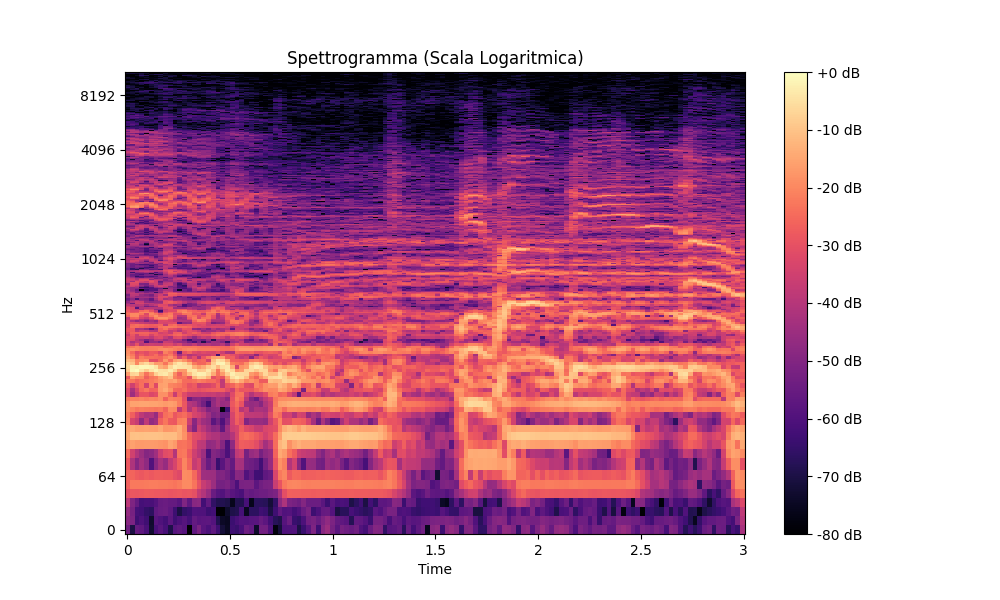 Spettrogramma (Scala Logaritmica)
8192
4096
2048
1024
512
256
128
64
0
Hz
0
0.5
1
1.5
2
2.5
3
Time
+0 dB
-10 dB
-20 dB
-30 dB
-40 dB
-50 dB
-60 dB
-70 dB
-80 dB